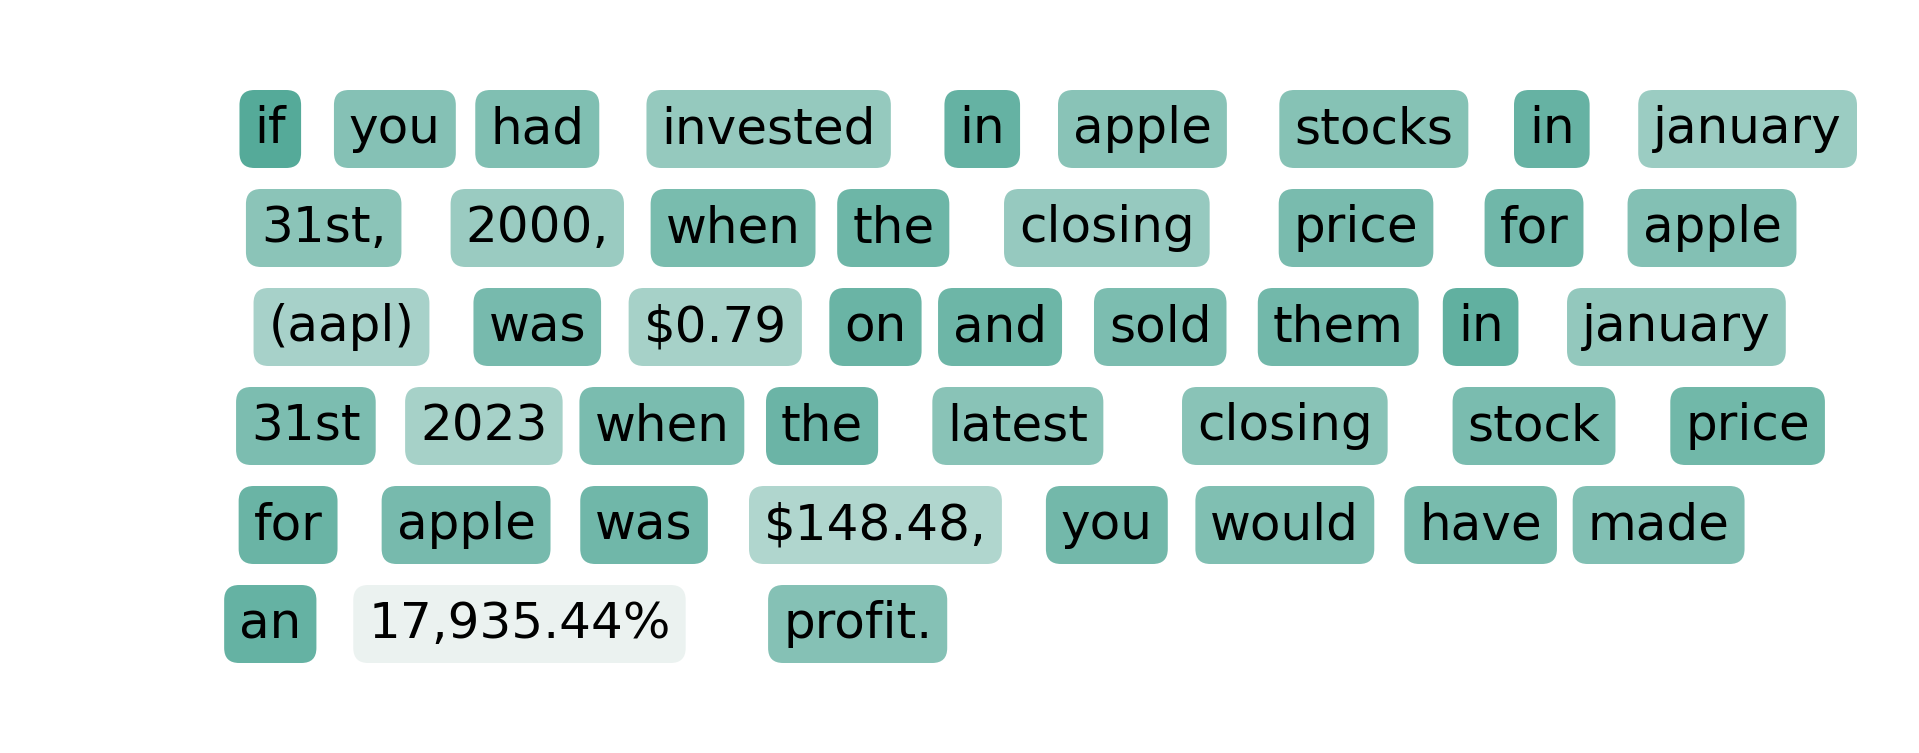 if you had invested in apple stocks in january
31st, 2000, when the closing price for apple
(aapl) was $0.79 on and sold them in january
31st 2023 when the latest closing stock price
for apple was $148.48, you would have made
an 17,935.44% profit.